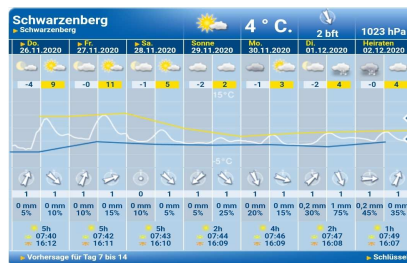 Schwarzenberg
► Schwarzenberg
4 ° C.
2 bft
1023 hPa
► Do. ► Fr. ► Sa. Sonne Mo. Di. Heiraten
26.11.2020 27.11.2020 28.11.2020 29.11.2020 30.11.2020 01.12.2020 02.12.2020
-4 9 -0 11 -1 5 -2 2 -1 3 -2 4 -0 4
15°C
-5°C
1 1 1 1 0 1 1 1 1 1 1 1 1 1
0 mm 0 mm 0 mm 0 mm 0 mm 0 mm 0 mm 0 mm 0 mm 0 mm 0,2 mm 1 mm 0,2 mm 0,4 mm
5% 10% 10% 15% 10% 5% 5% 25% 20% 15% 30% 75% 45% 35%
5h 5h 5h 2h 4h 2h 1h
07:40 07:42 07:43 07:44 07:46 07:47 07:49
16:12 16:11 16:10 16:09 16:09 16:08 16:07
► Vorhersage für Tag 7 bis 14
► Schlüsse